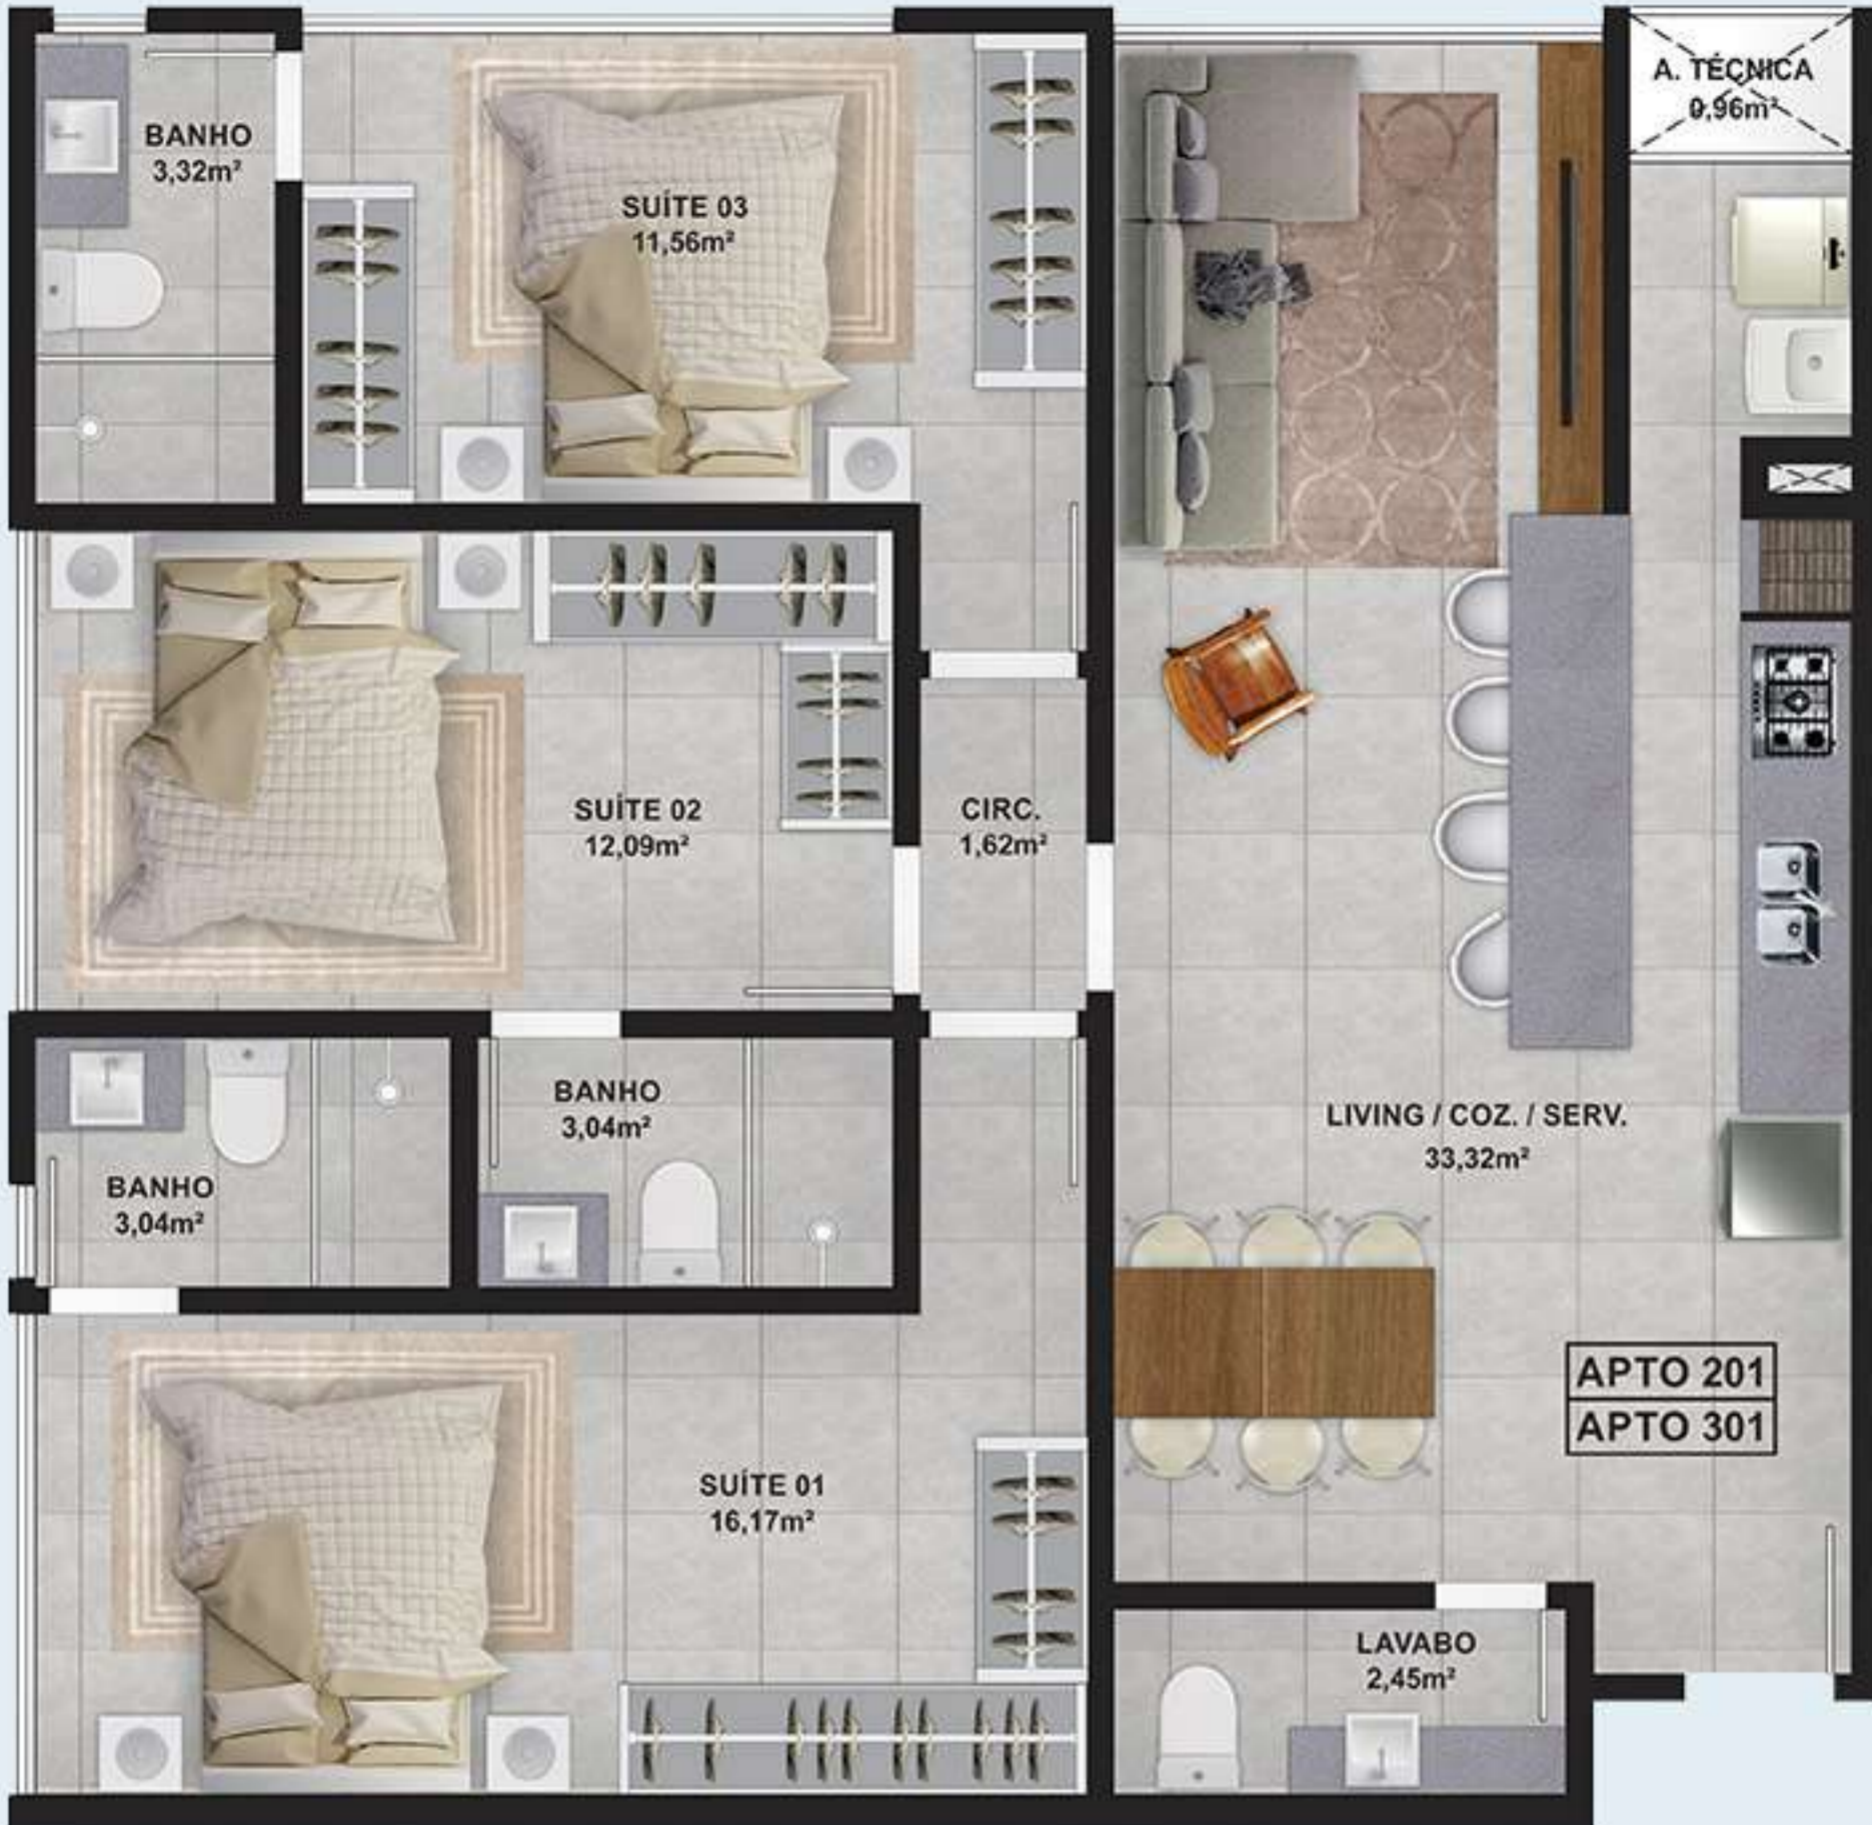 A. TÉCNICA
0,96m²
BANHO
3,32m²
SUÍTE 03
11,56m²
SUÍTE 02
12,09m²
CIRC.
1,62m²
BANHO
3,04m²
BANHO
3,04m²
LIVING / COZ. / SERV.
33,32m²
APTO 201
APTO 301
SUÍTE 01
16,17m²
LAVABO
2,45m²